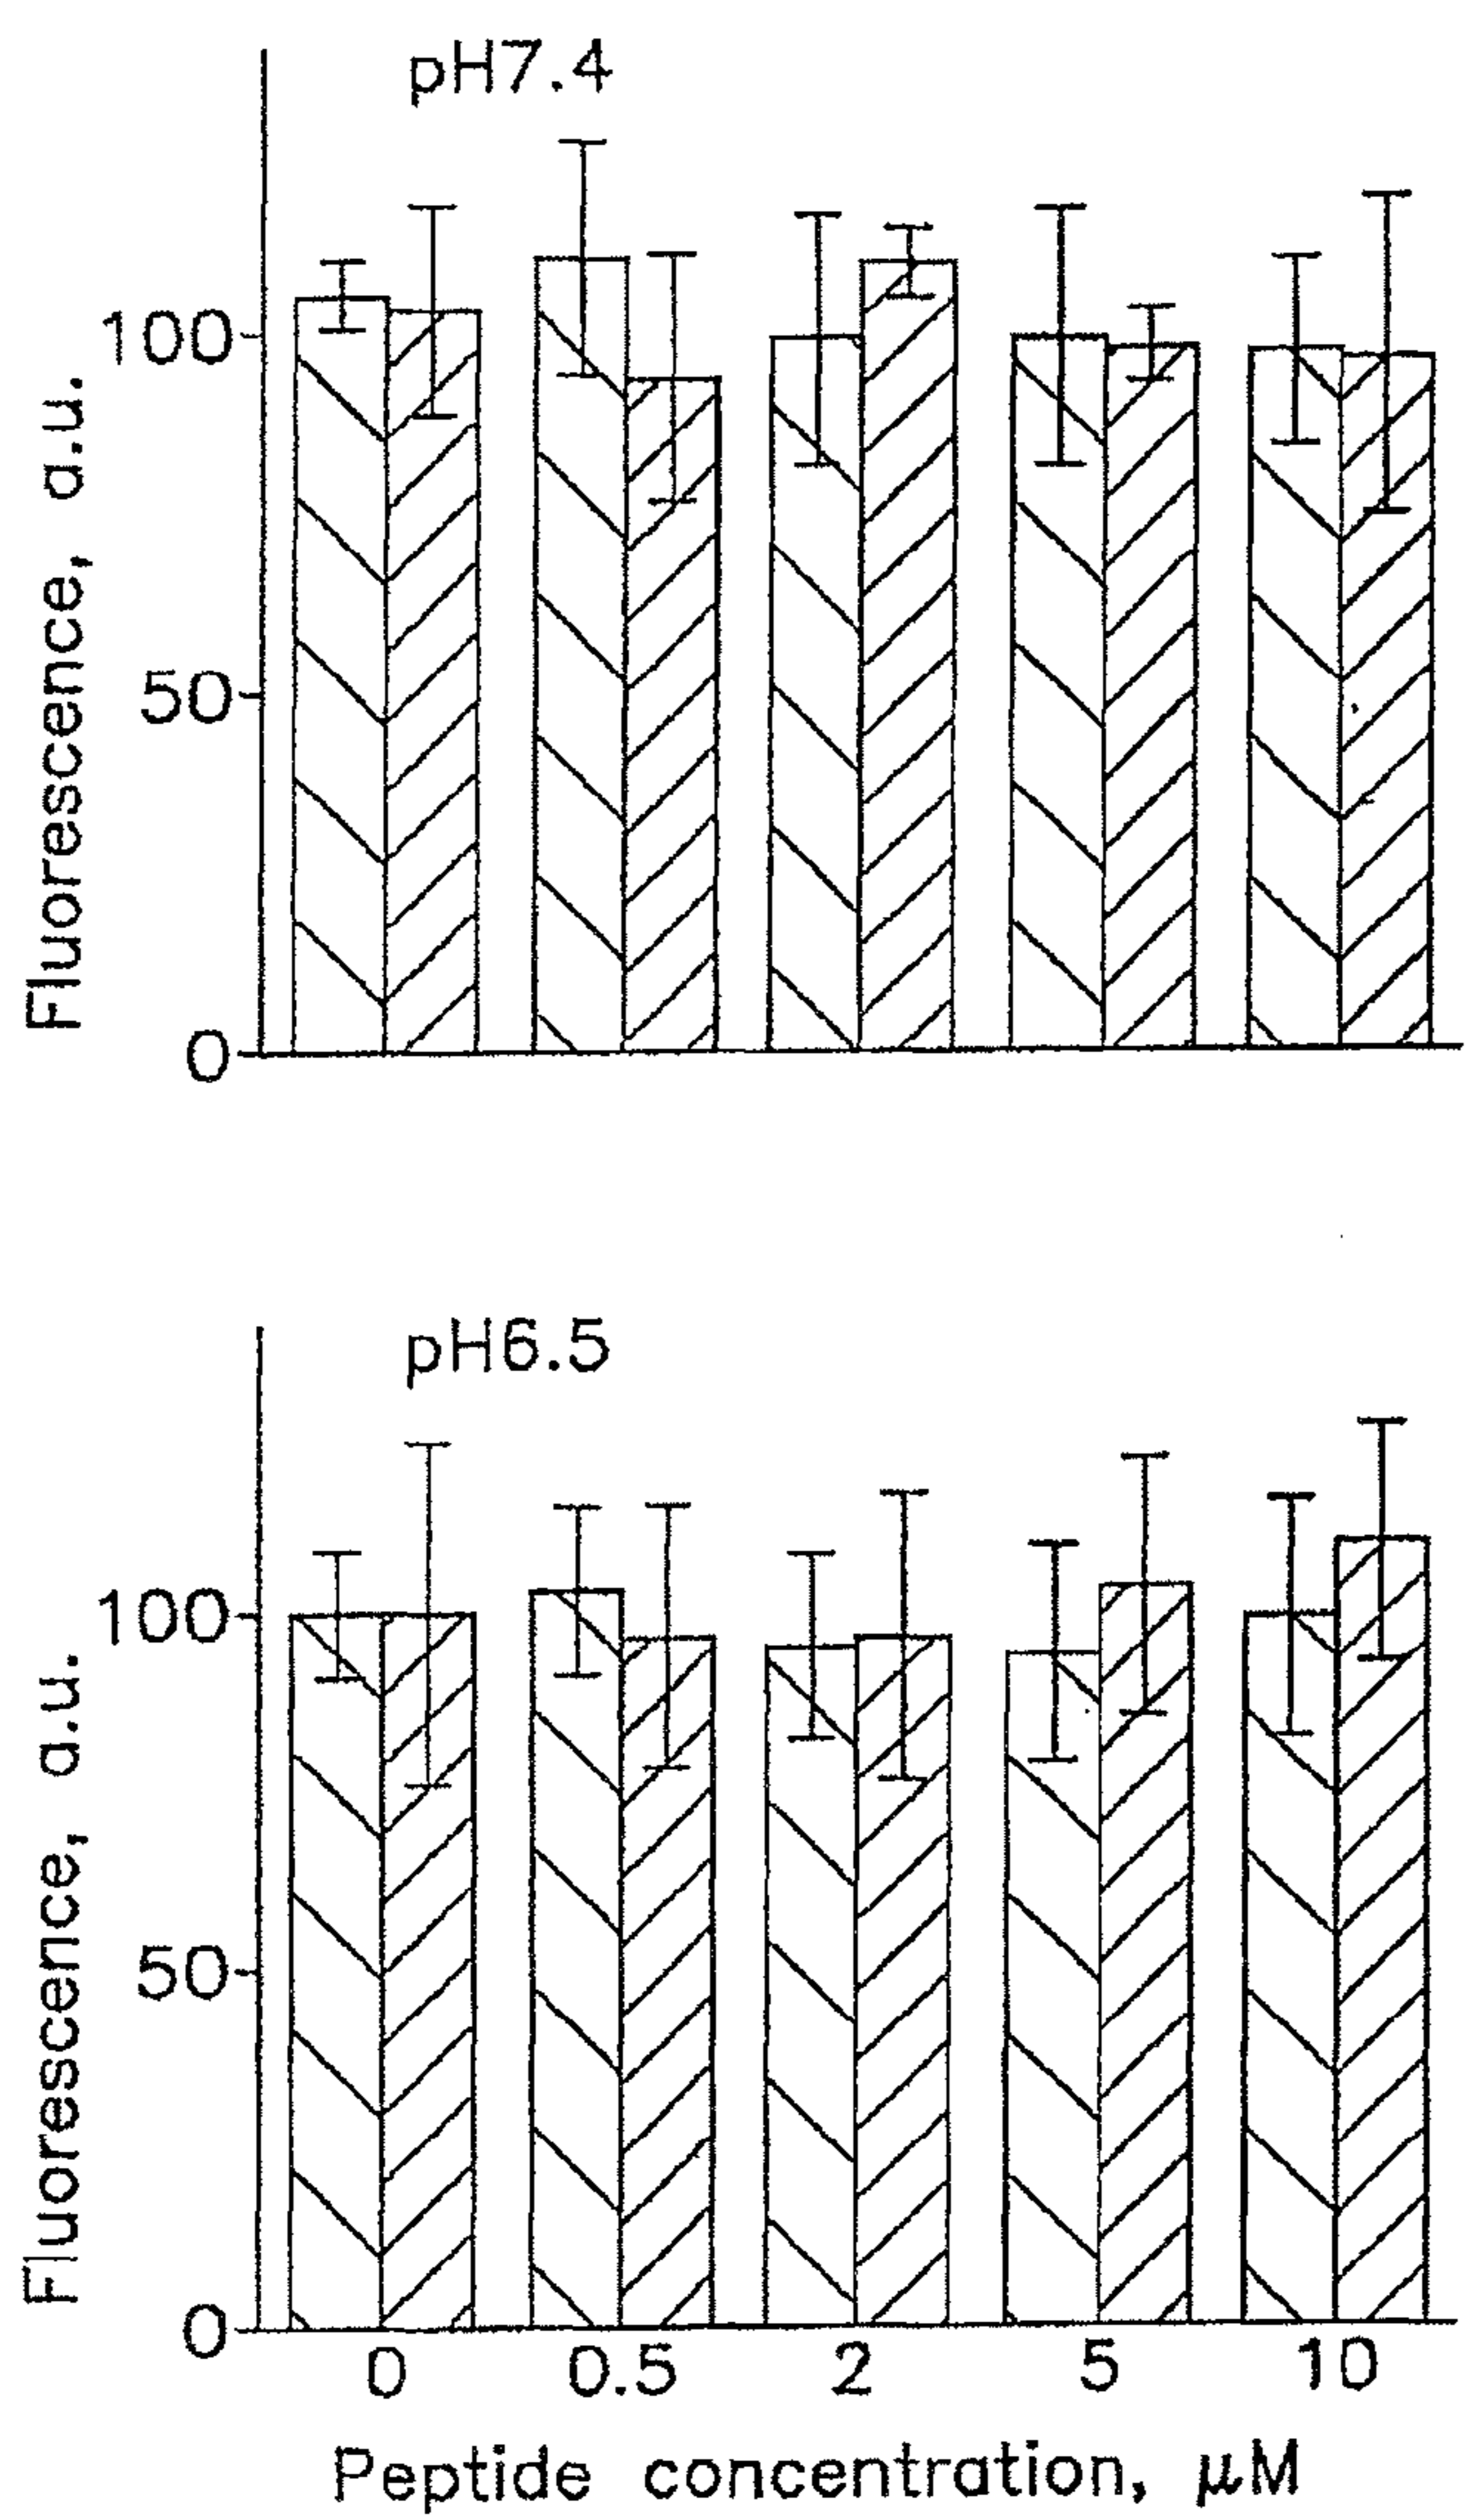 pH7.4
Fluorescence, a.u.
100
50
0
pH6.5
Fluorescence, a.u.
100
50
0
0 0.5 2 5 10
Peptide concentration, μM